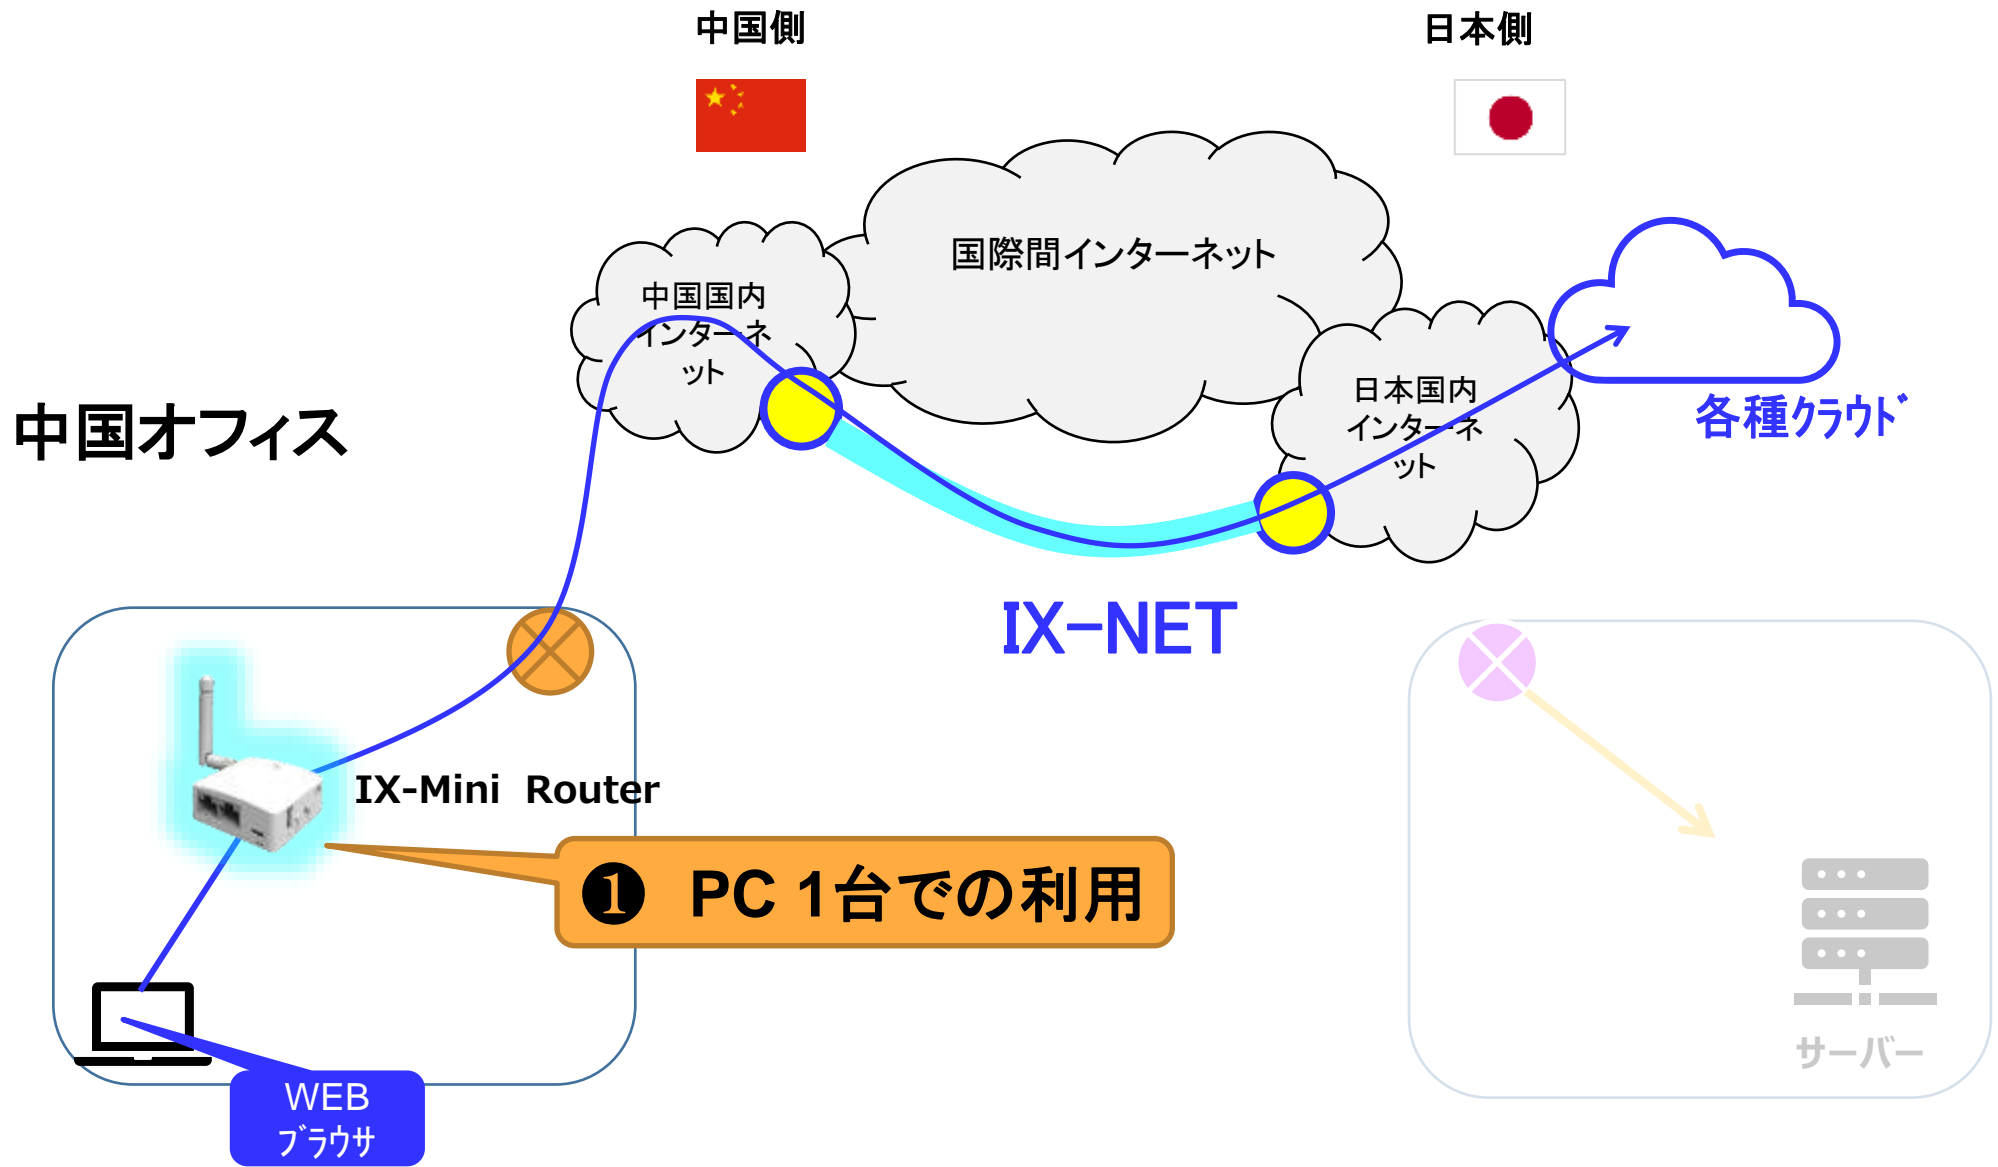 中国側
日本側
国際間インターネット
中国国内
インターネ
ット
日本国内
インターネ
ット
各種ｸﾗｳﾄﾞ
中国オフィス
IX−NET
IX-Mini Router
❶ PC 1台での利用
サーバー
WEB
ﾌﾞﾗｳｻ